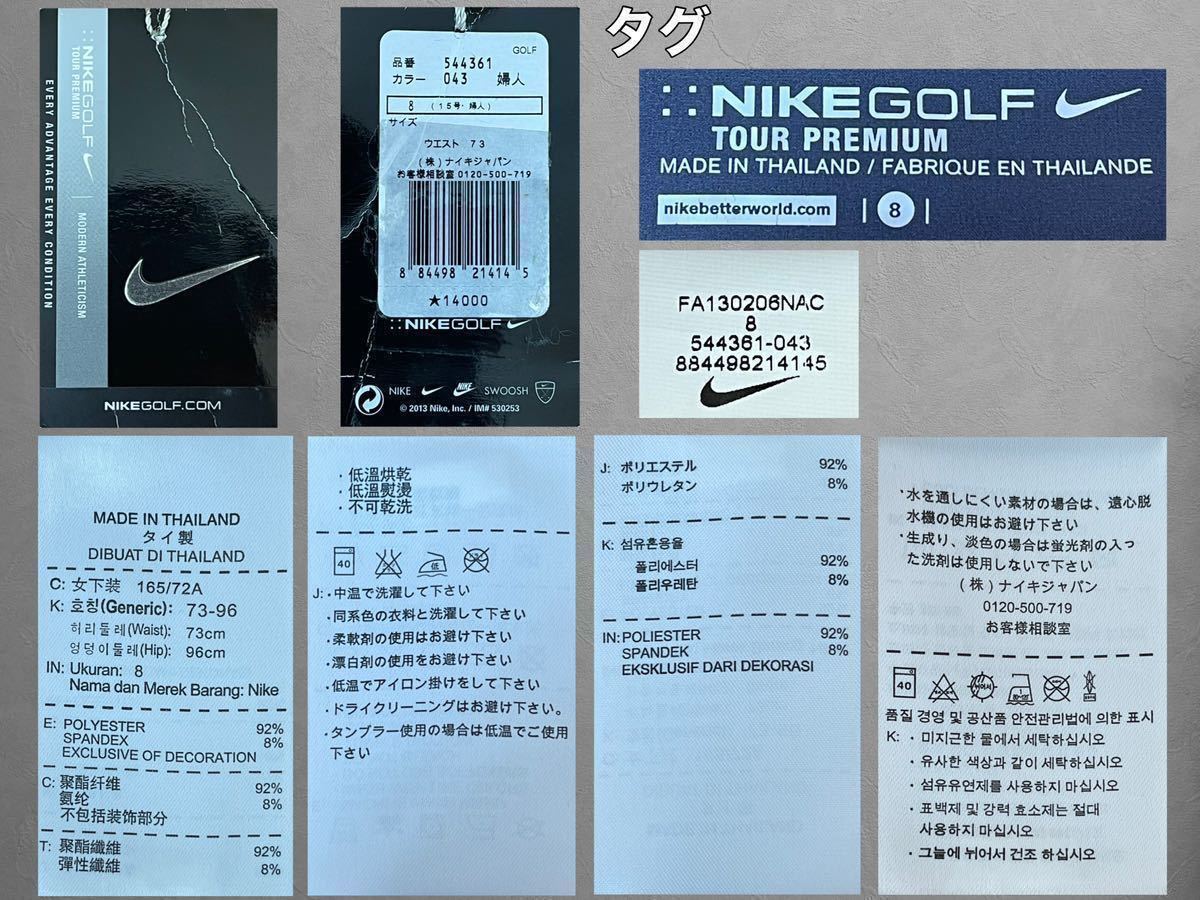 タグ
NIKEGOLF
TOUR PREMIUM
MODERN ATHLETICISM
EVERY ADVANTAGE EVERY CONDITION
NIKEGOLF.COM
GOLF
品番 544361
カラー 043 婦人
8 (15号・婦人)
サイズ
ウエスト 73
(株)ナイキジャパン
お客様相談室 0120-500-719
8 84498 21414 5
★14000
NIKEGOLF
NIKE SWOOSH
© 2013 Nike, Inc. / IM# 530253
NIKEGOLF
TOUR PREMIUM
MADE IN THAILAND / FABRIQUE EN THAILANDE
nikebetterworld.com | 8 |
FA130206NAC
8
544361-043
884498214145
MADE IN THAILAND
タイ製
DIBUAT DI THAILAND
C: 女下装 165/72A
K: 호칭(Generic): 73-96
허리둘레(Waist): 73cm
엉덩이둘레(Hip): 96cm
IN: Ukuran: 8
Nama dan Merek Barang: Nike
E: POLYESTER 92%
SPANDEX 8%
EXCLUSIVE OF DECORATION
C: 聚酯纤维 92%
氨纶 8%
不包括装饰部分
T: 聚酯纖維 92%
彈性纖維 8%
・低溫烘乾
・低溫熨燙
・不可乾洗
40 低
J: ・中温で洗濯して下さい
・同系色の衣料と洗濯して下さい
・柔軟剤の使用はお避け下さい
・漂白剤の使用をお避け下さい
・低温でアイロン掛けをして下さい
・ドライクリーニングはお避け下さい。
・タンブラー使用の場合は低温でご使用
下さい
J: ポリエステル 92%
ポリウレタン 8%
K: 섬유혼용율
폴리에스터 92%
폴리우레탄 8%
IN: POLIESTER 92%
SPANDEK 8%
EKSKLUSIF DARI DEKORASI
・水を通しにくい素材の場合は、遠心脱
水機の使用はお避け下さい
・生成り、淡色の場合は蛍光剤の入っ
た洗剤は使用しないで下さい
(株)ナイキジャパン
0120-500-719
お客様相談室
40
품질 경영 및 공산품 안전관리법에 의한 표시
K: ・미지근한 물에서 세탁하십시오
・유사한 색상과 같이 세탁하십시오
・섬유유연제를 사용하지 마십시오
・표백제 및 강력 효소제는 절대
사용하지 마십시오
・그늘에 뉘어서 건조 하십시오